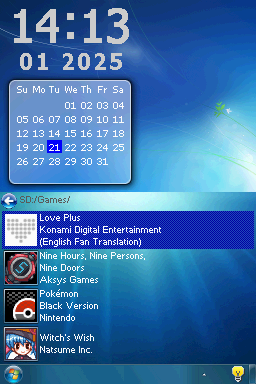 14:13
01 2025
Su Mo Tu We Th Fr Sa
01 02 03 04
05 06 07 08 09 10 11
12 13 14 15 16 17 18
19 20 21 22 23 24 25
26 27 28 29 30 31
SD:/Games/
Love Plus
Konami Digital Entertainment
(English Fan Translation)
Nine Hours, Nine Persons,
Nine Doors
Aksys Games
Pokémon
Black Version
Nintendo
Witch's Wish
Natsume Inc.